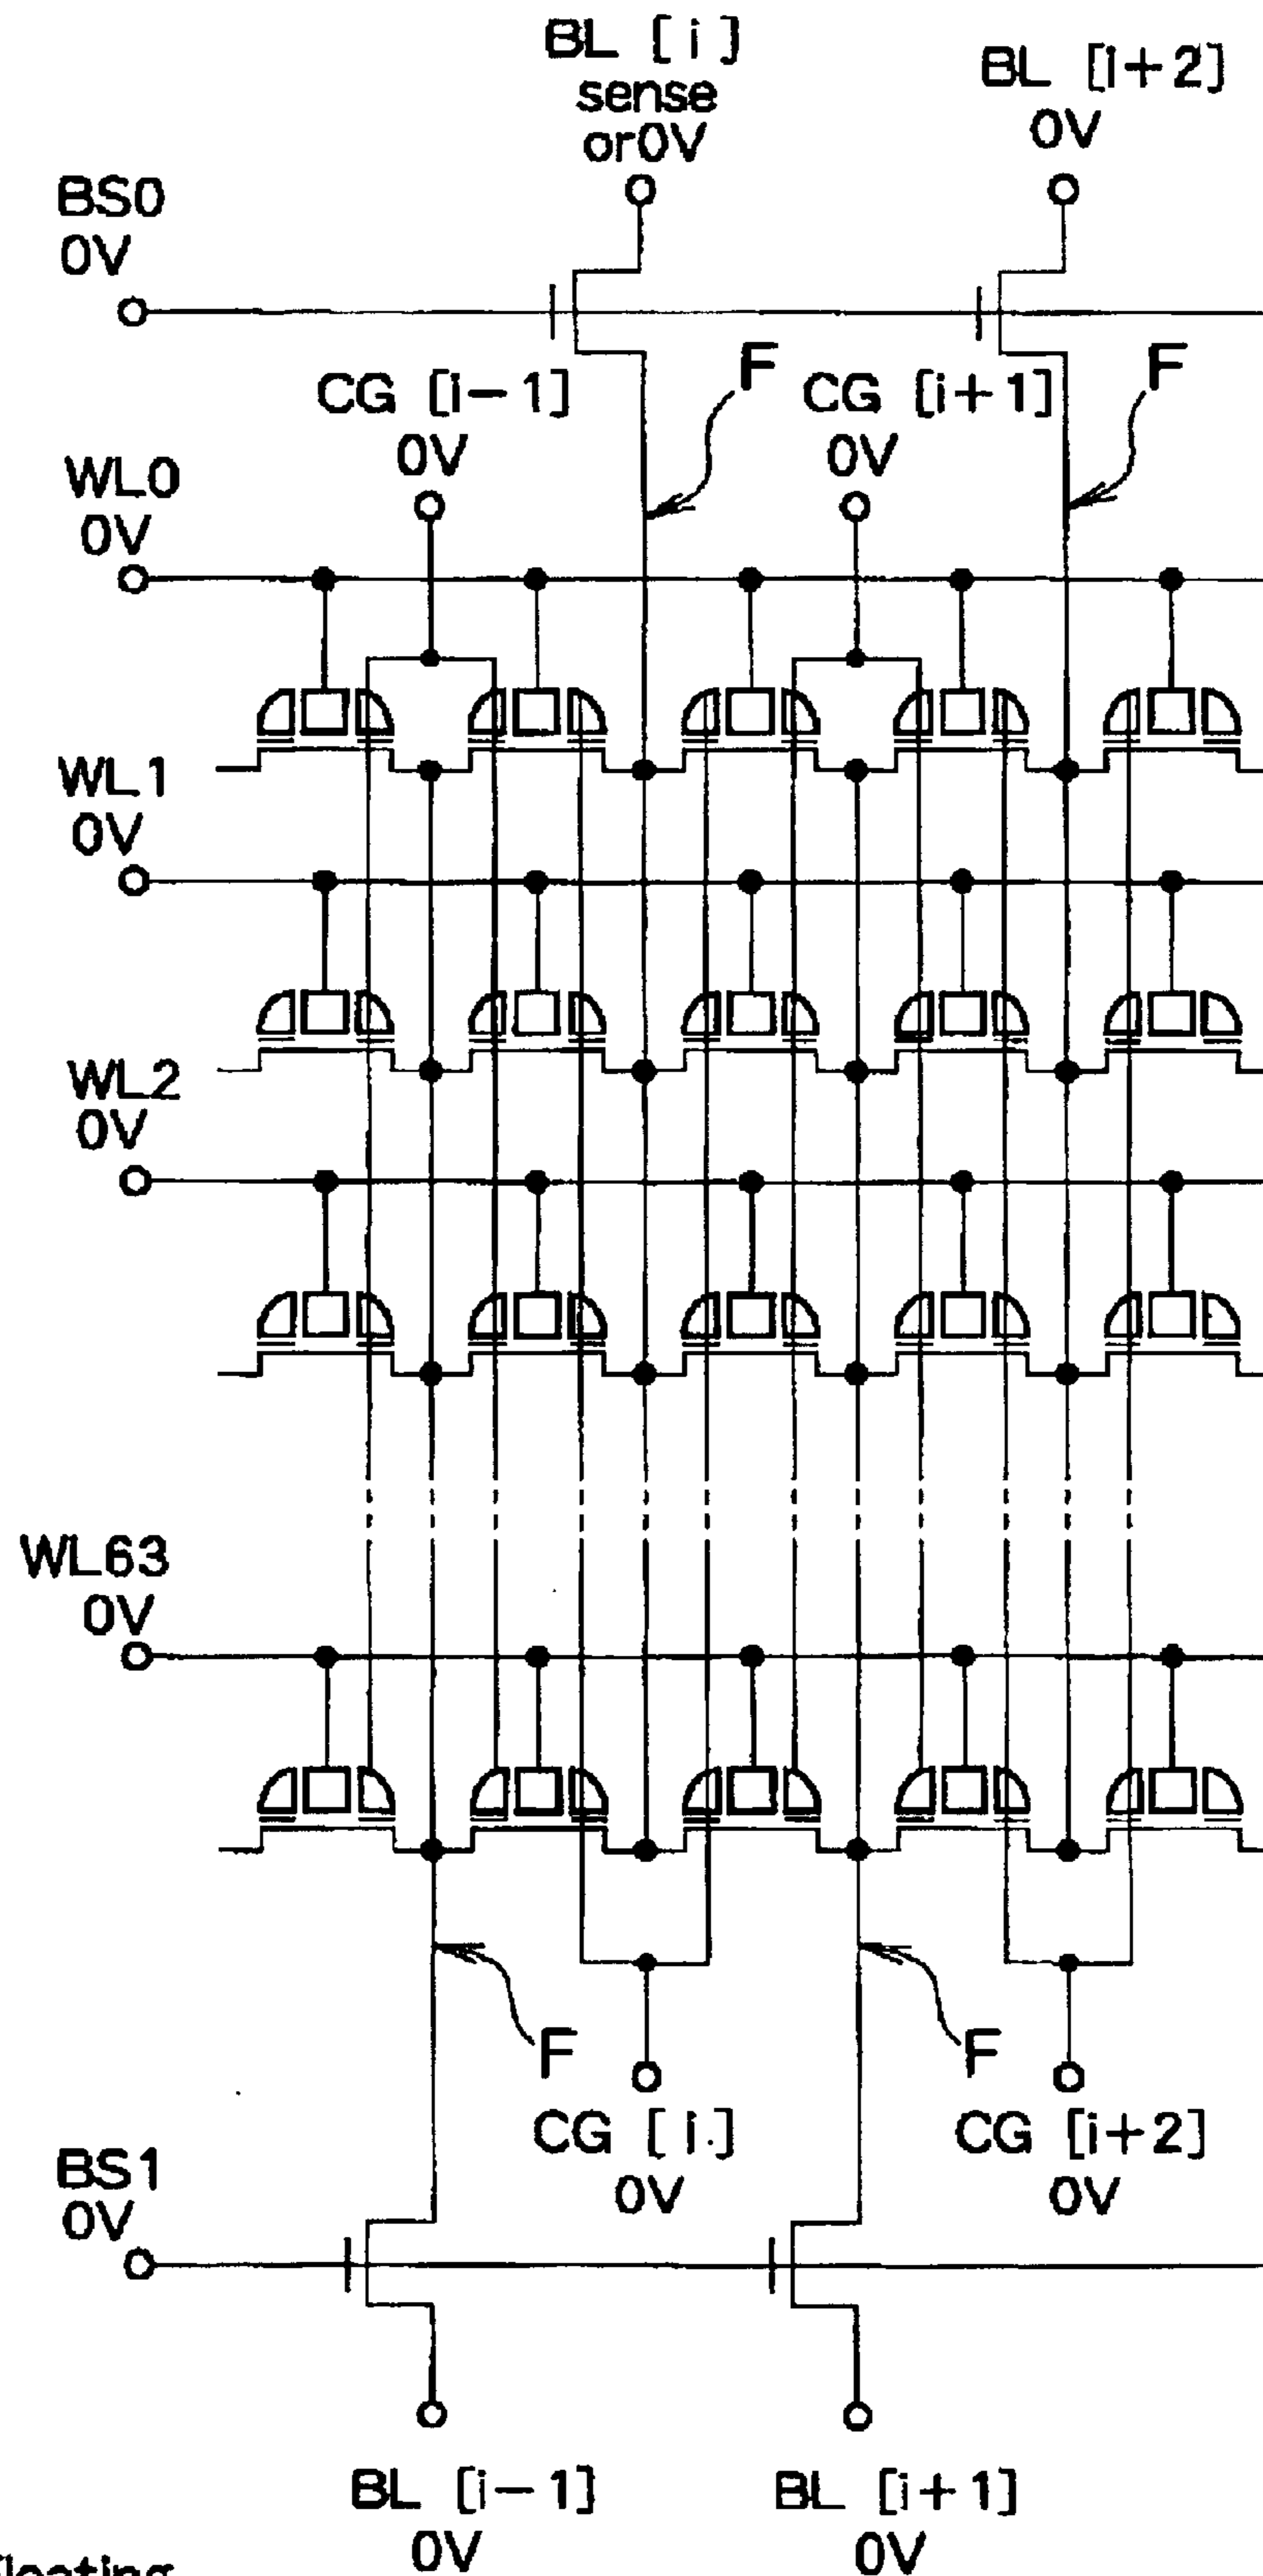 BL [i]
sense
or0V
BL [i+2]
0V
BS0
0V
F
F
CG [i-1]
0V
CG [i+1]
0V
WL0
0V
WL1
0V
WL2
0V
WL63
0V
F
F
CG [i.]
0V
CG [i+2]
0V
BS1
0V
BL [i-1]
0V
BL [i+1]
0V